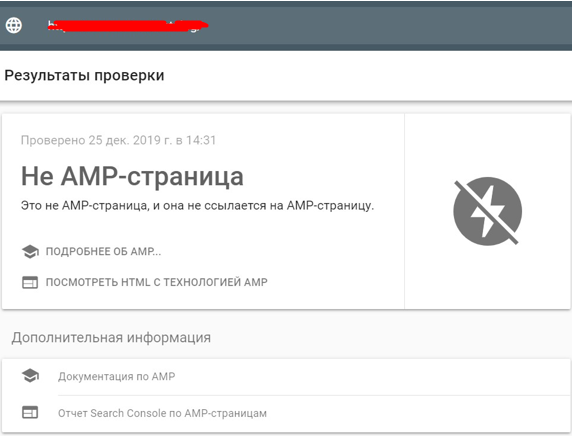 Результаты проверки
Проверено 25 дек. 2019 г. в 14:31
Не AMP-страница
Это не AMP-страница, и она не ссылается на AMP-страницу.
ПОДРОБНЕЕ ОБ AMP...
ПОСМОТРЕТЬ HTML С ТЕХНОЛОГИЕЙ AMP
Дополнительная информация
Документация по AMP
Отчет Search Console по AMP-страницам